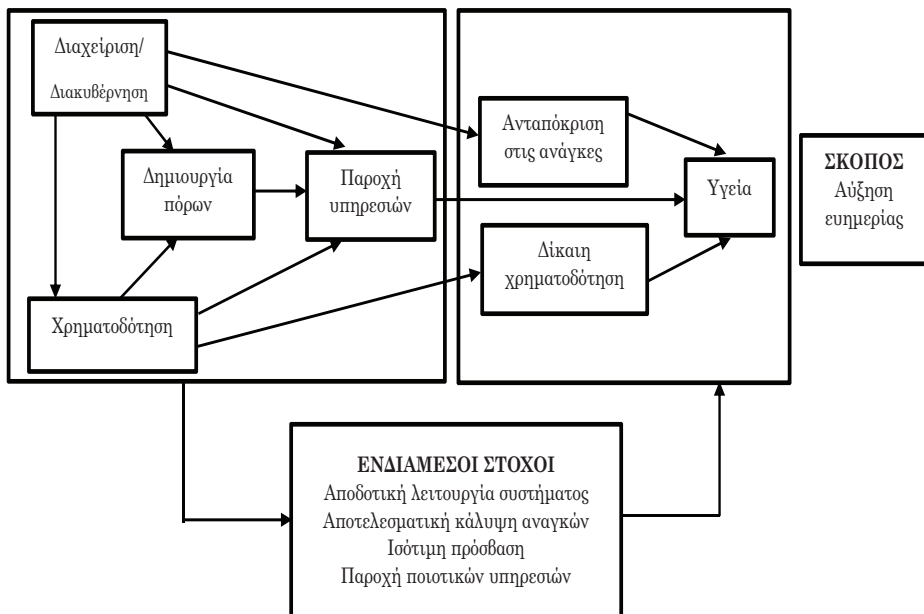 Διαχείριση/
Διακυβέρνηση
Δημιουργία
πόρων
Παροχή
υπηρεσιών
Χρηματοδότηση
Ανταπόκριση
στις ανάγκες
Δίκαιη
χρηματοδότηση
Υγεία
ΣΚΟΠΟΣ
Αύξηση
ευημερίας
ΕΝΔΙΑΜΕΣΟΙ ΣΤΟΧΟΙ
Αποδοτική λειτουργία συστήματος
Αποτελεσματική κάλυψη αναγκών
Ισότιμη πρόσβαση
Παροχή ποιοτικών υπηρεσιών